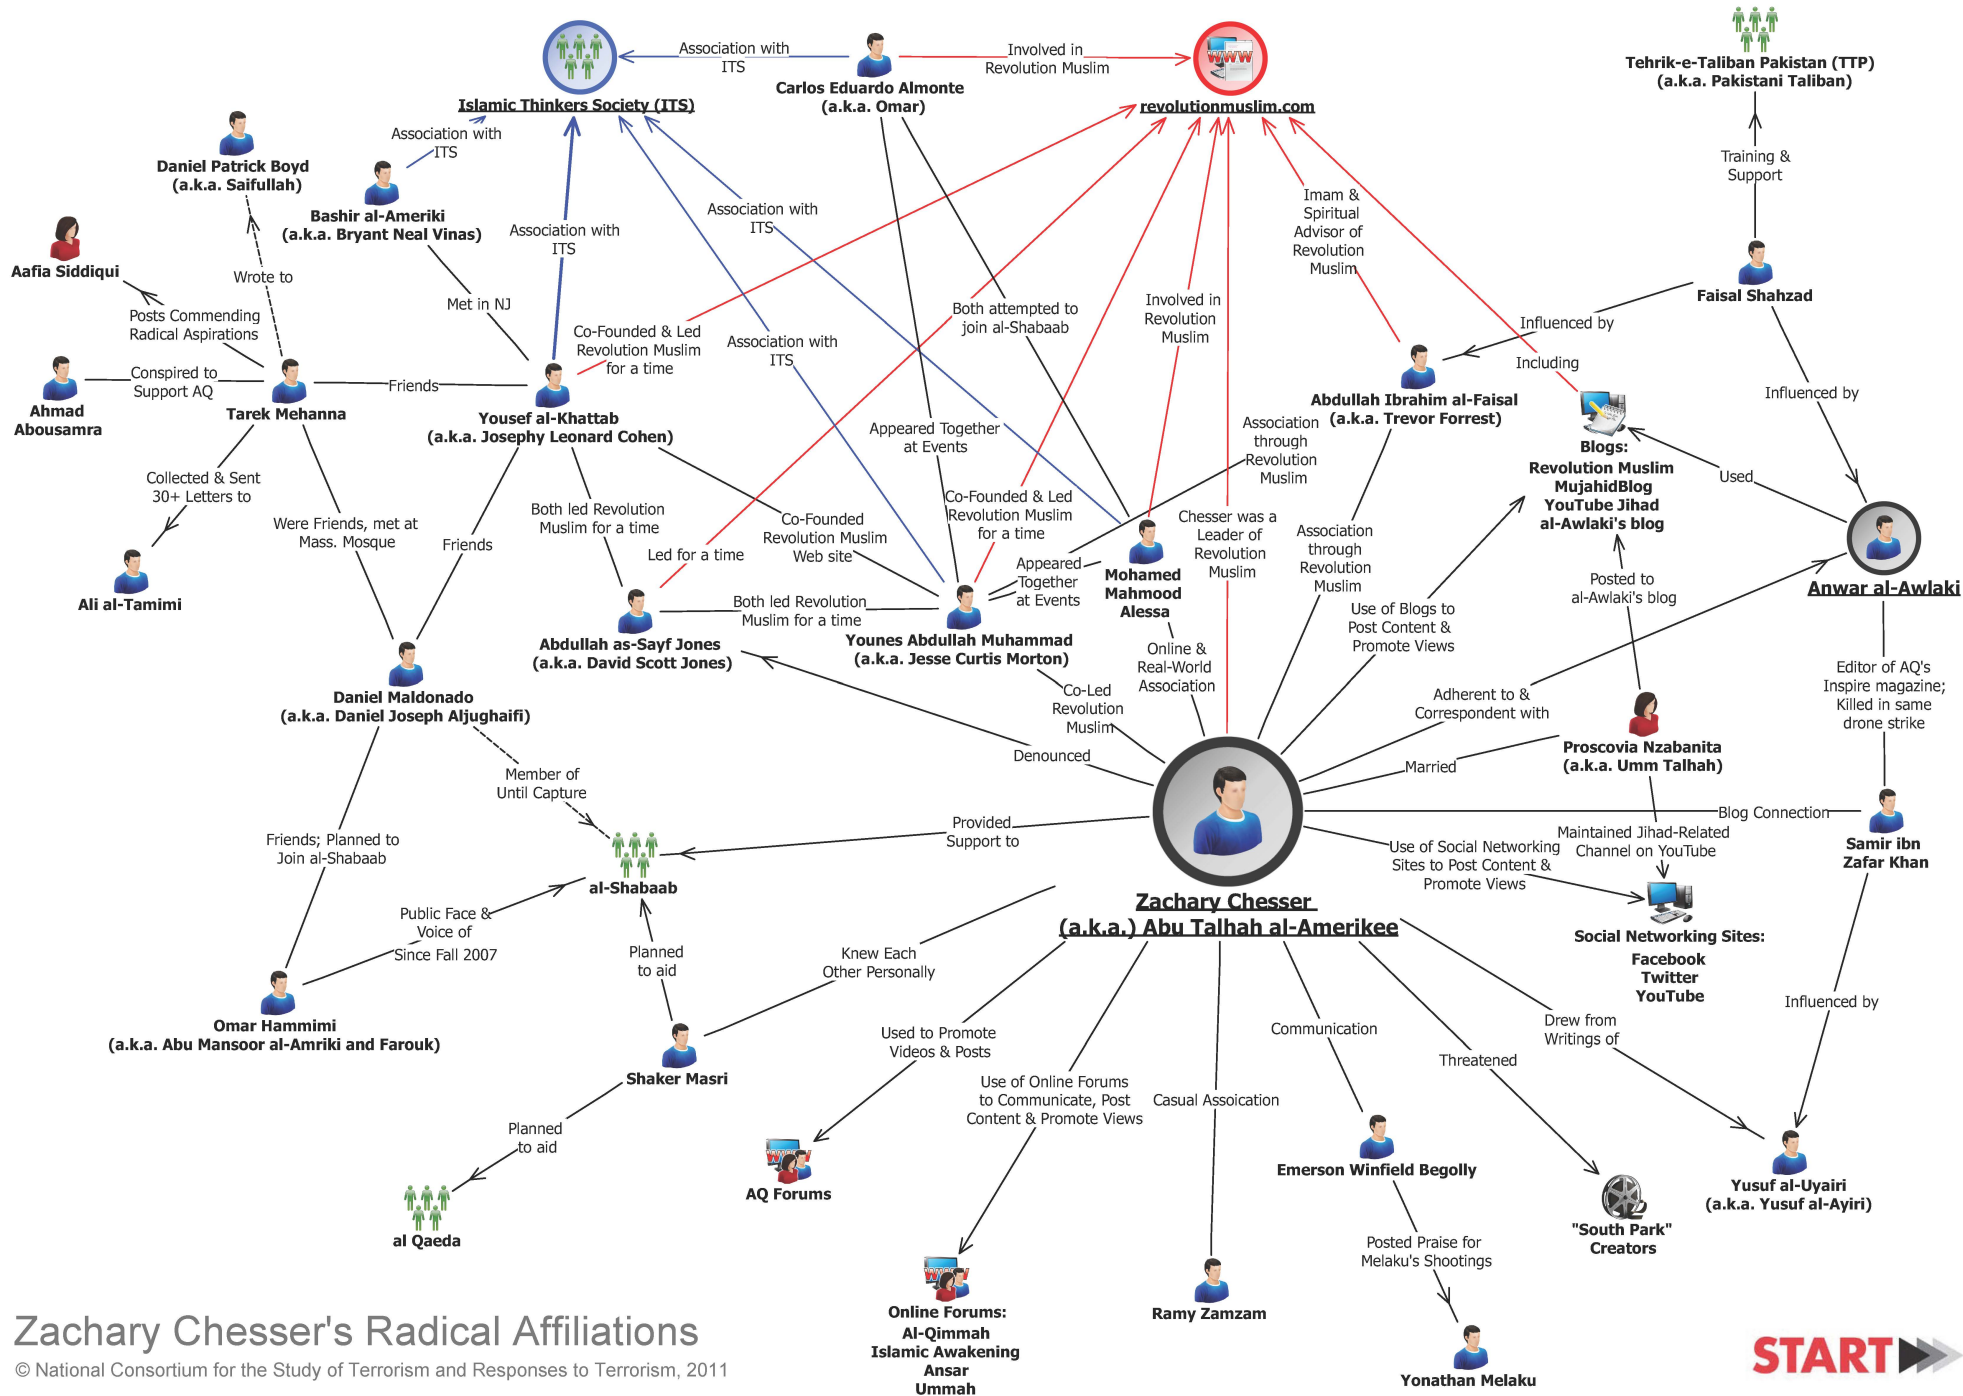 Association with
ITS
Involved in
Revolution Muslim
Islamic Thinkers Society (ITS)
Carlos Eduardo Almonte
(a.k.a. Omar)
WWW
revolutionmuslim.com
Tehrik-e-Taliban Pakistan (TTP)
(a.k.a. Pakistani Taliban)
Daniel Patrick Boyd
(a.k.a. Saifullah)
Association with
ITS
Bashir al-Ameriki
(a.k.a. Bryant Neal Vinas)
Association with
ITS
Association with
ITS
Imam &
Spiritual
Advisor of
Revolution
Muslim
Training &
Support
Aafia Siddiqui
Wrote to
Posts Commending
Radical Aspirations
Met in NJ
Co-Founded & Led
Revolution Muslim
for a time
Association with
ITS
Both attempted to
join al-Shabaab
Involved in
Revolution
Muslim
Faisal Shahzad
Influenced by
Including
Influenced by
Ahmad
Abousamra
Conspired to
Support AQ
Tarek Mehanna
Friends
Yousef al-Khattab
(a.k.a. Josephy Leonard Cohen)
Appeared Together
at Events
Association
through
Revolution
Muslim
Abdullah Ibrahim al-Faisal
(a.k.a. Trevor Forrest)
Blogs:
Revolution Muslim
MujahidBlog
YouTube Jihad
al-Awlaki's blog
Used
Anwar al-Awlaki
Collected & Sent
30+ Letters to
Ali al-Tamimi
Were Friends, met at
Mass. Mosque
Friends
Both led Revolution
Muslim for a time
Led for a time
Co-Founded
Revolution Muslim
Web site
Co-Founded & Led
Revolution Muslim
for a time
Appeared
Together
at Events
Mohamed
Mahmood
Alessa
Chesser was a
Leader of
Revolution
Muslim
Association
through
Revolution
Muslim
Use of Blogs to
Post Content &
Promote Views
Posted to
al-Awlaki's blog
Abdullah as-Sayf Jones
(a.k.a. David Scott Jones)
Both led Revolution
Muslim for a time
Younes Abdullah Muhammad
(a.k.a. Jesse Curtis Morton)
Online &
Real-World
Association
Co-Led
Revolution
Muslim
Denounced
Adherent to &
Correspondent with
Married
Proscovia Nzabanita
(a.k.a. Umm Talhah)
Editor of AQ's
Inspire magazine;
Killed in same
drone strike
Daniel Maldonado
(a.k.a. Daniel Joseph Aljughaifi)
Member of
Until Capture
Friends; Planned to
Join al-Shabaab
al-Shabaab
Provided
Support to
Blog Connection
Samir ibn
Zafar Khan
Use of Social Networking
Sites to Post Content &
Promote Views
Maintained Jihad-Related
Channel on YouTube
Social Networking Sites:
Facebook
Twitter
YouTube
Zachary Chesser
(a.k.a.) Abu Talhah al-Amerikee
Public Face &
Voice of
Since Fall 2007
Omar Hammimi
(a.k.a. Abu Mansoor al-Amriki and Farouk)
Planned
to aid
Knew Each
Other Personally
Shaker Masri
Planned
to aid
al Qaeda
Used to Promote
Videos & Posts
WWW
AQ Forums
Use of Online Forums
to Communicate, Post
Content & Promote Views
WWW
Online Forums:
Al-Qimmah
Islamic Awakening
Ansar
Ummah
Casual Assoication
Ramy Zamzam
Communication
Emerson Winfield Begolly
Posted Praise for
Melaku's Shootings
Yonathan Melaku
Threatened
"South Park"
Creators
Drew from
Writings of
Influenced by
Yusuf al-Uyairi
(a.k.a. Yusuf al-Ayiri)
Zachary Chesser's Radical Affiliations
© National Consortium for the Study of Terrorism and Responses to Terrorism, 2011
START